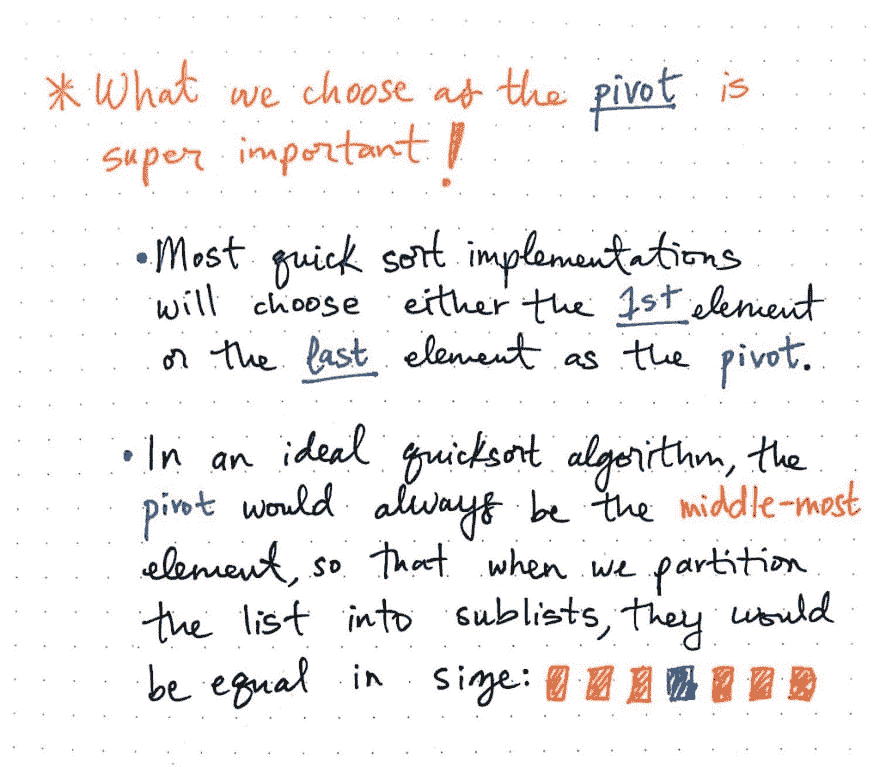 * What we choose as the pivot is
super important!
• Most quick sort implementations
will choose either the 1st element
or the last element as the pivot.
• In an ideal quicksort algorithm, the
pivot would always be the middle-most
element, so that when we partition
the list into sublists, they would
be equal in size: